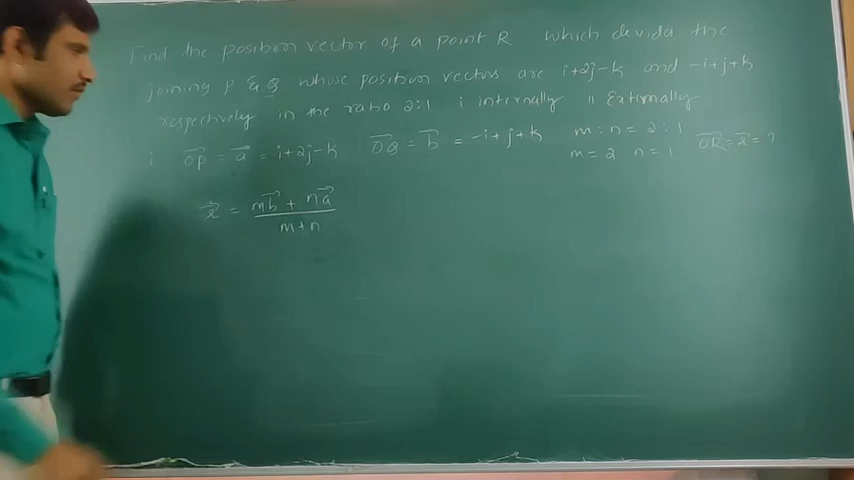 Find the position vector of a point R which devida the
joining P & Q whose position vectors are i+2j-k and -i+j+k
respectively in the ratio 2:1 i internally ii Externally
i OP = a = i+2j-k OQ = b = -i+j+k m:n = 2:1
m=2 n=1 OR = r = ?
r = mb + na
m+n